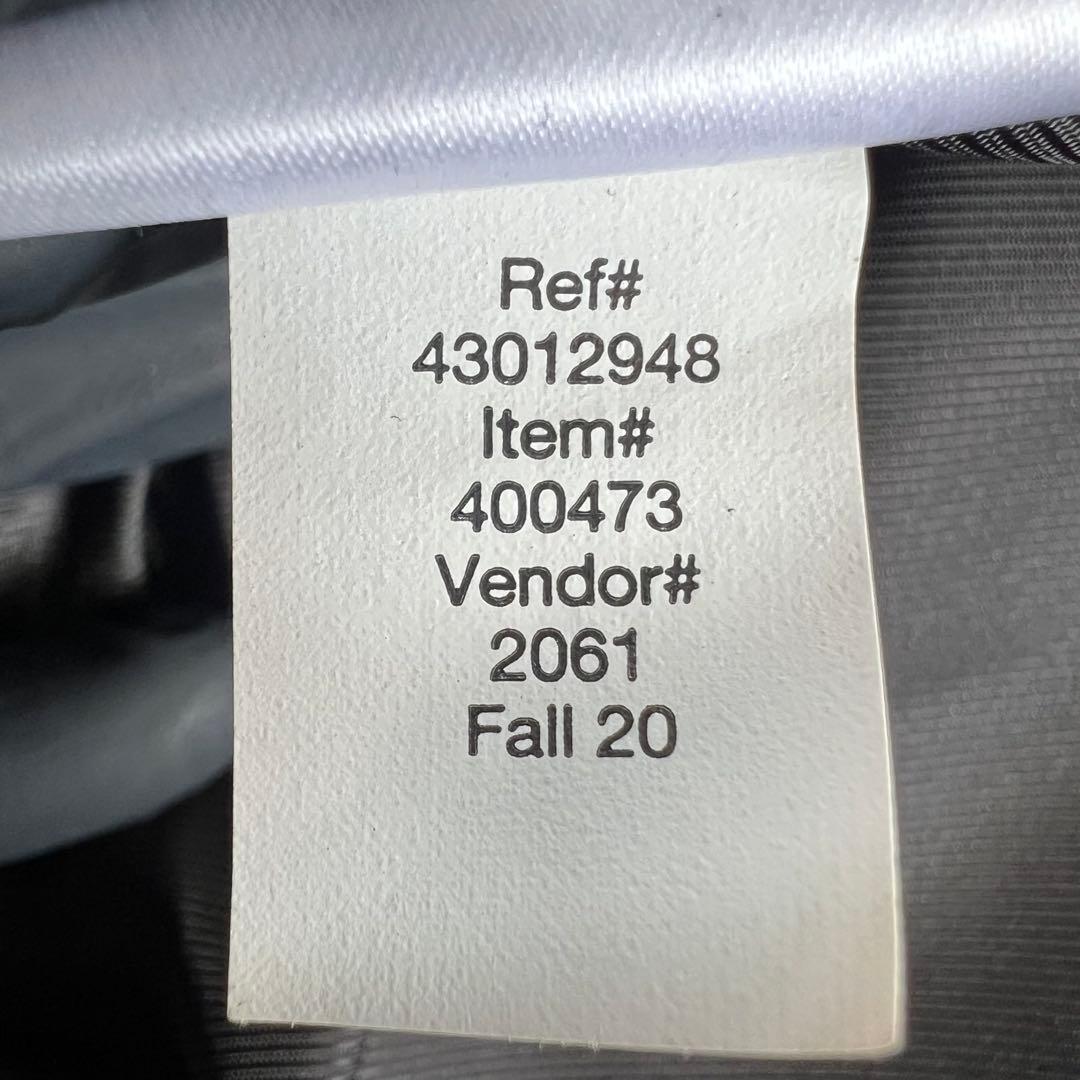 Ref#
43012948
Item#
400473
Vendor#
2061
Fall 20